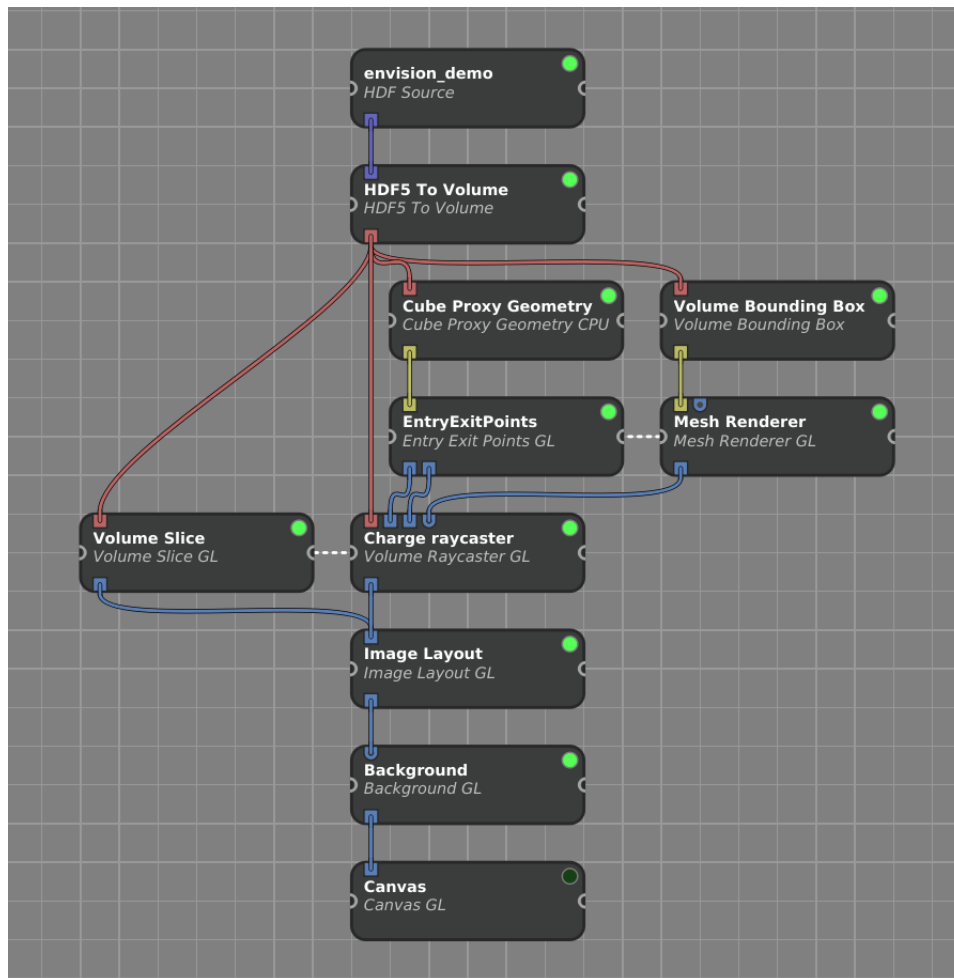 envision_demo
HDF Source
HDF5 To Volume
HDF5 To Volume
Cube Proxy Geometry
Cube Proxy Geometry CPU
Volume Bounding Box
Volume Bounding Box
EntryExitPoints
Entry Exit Points GL
Mesh Renderer
Mesh Renderer GL
Volume Slice
Volume Slice GL
Charge raycaster
Volume Raycaster GL
Image Layout
Image Layout GL
Background
Background GL
Canvas
Canvas GL